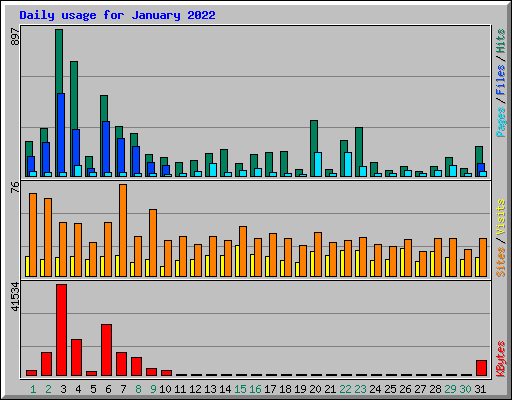 Daily usage for January 2022
897
Pages / Files / Hits
76
Sites / Visits
41534
KBytes
1 2 3 4 5 6 7 8 9 10 11 12 13 14 15 16 17 18 19 20 21 22 23 24 25 26 27 28 29 30 31